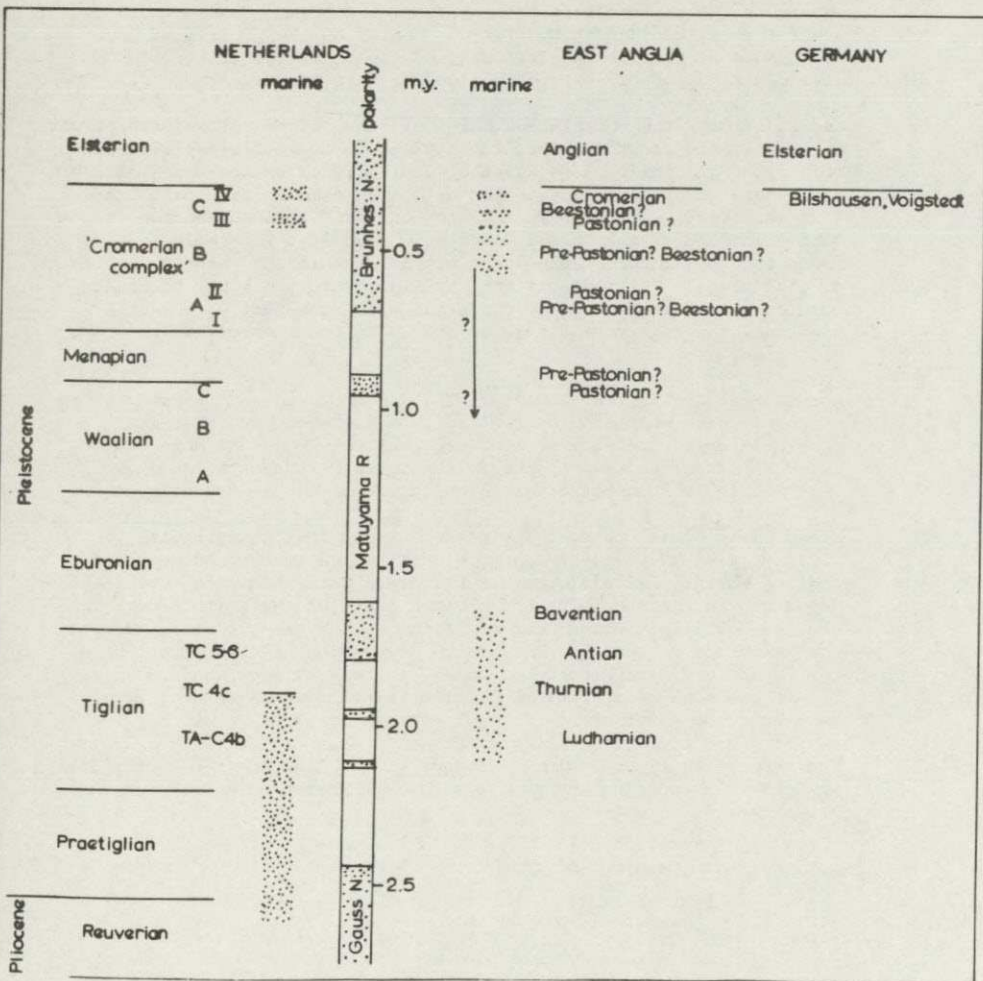 NETHERLANDS
EAST ANGLIA
GERMANY
marine
polarity
m.y.
marine
Elsterian
Anglian
Elsterian
IV
C
III
'Cromerian
complex'
B
II
A
I
Brunhes N
Cromerian
Beestonian?
Pastonian ?
Bilshausen, Voigstedt
0.5
Pre-Pastonian? Beestonian ?
Pastonian ?
Pre-Pastonian? Beestonian ?
?
Menapian
Pre-Pastonian?
Pastonian ?
?
1.0
Pleistocene
Waalian
C
B
A
Matuyama R
Eburonian
1.5
Baventian
TC 5-6
Antian
TC 4c
Thurnian
Tiglian
2.0
TA-C4b
Ludhamian
Praetiglian
2.5
Gauss N
Pliocene
Reuverian